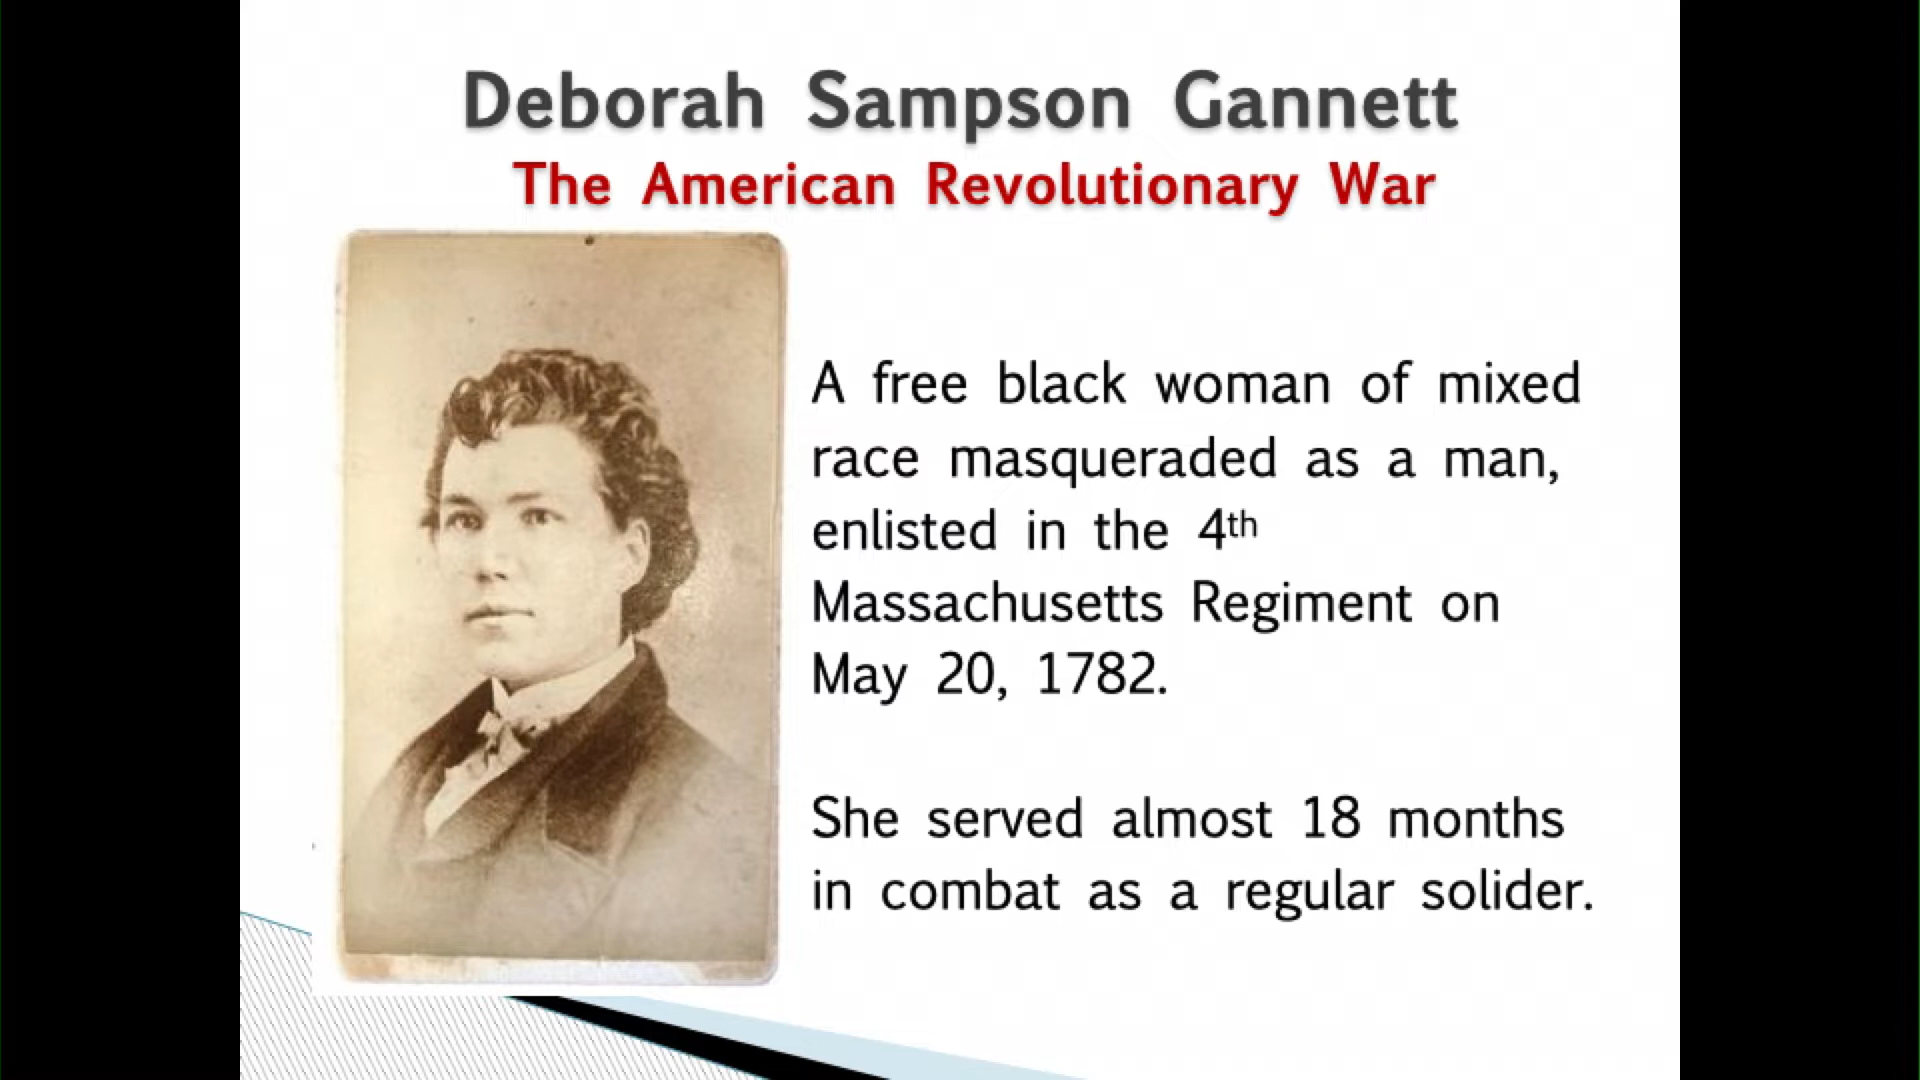 Deborah Sampson Gannett
The American Revolutionary War
A free black woman of mixed
race masqueraded as a man,
enlisted in the 4th
Massachusetts Regiment on
May 20, 1782.
She served almost 18 months
in combat as a regular solider.